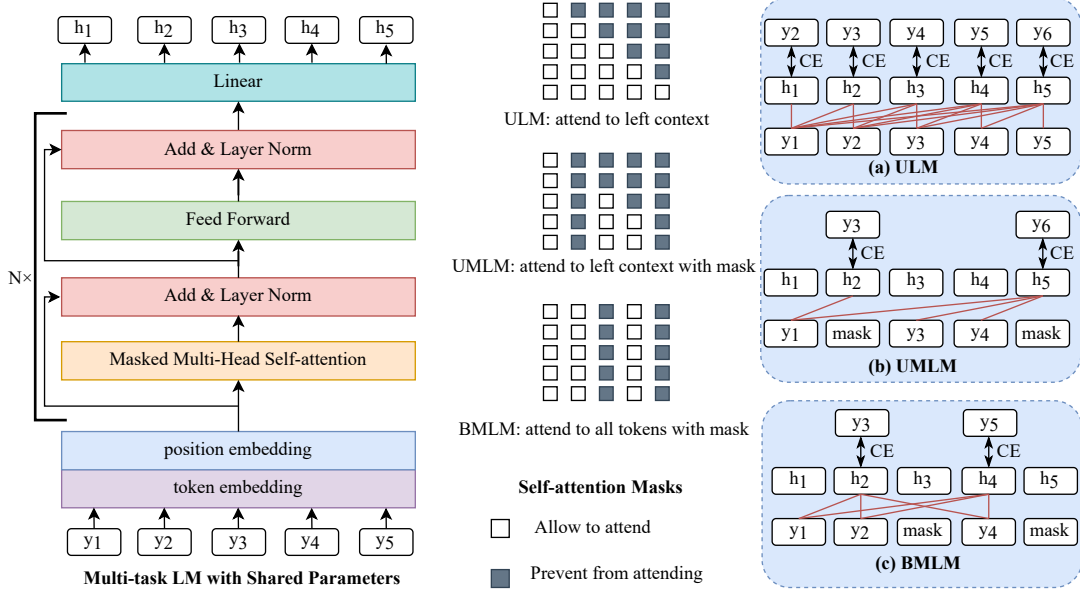 h1 h2 h3 h4 h5
Linear
Add & Layer Norm
Feed Forward
N×
Add & Layer Norm
Masked Multi-Head Self-attention
position embedding
token embedding
y1 y2 y3 y4 y5
Multi-task LM with Shared Parameters
ULM: attend to left context
UMLM: attend to left context with mask
BMLM: attend to all tokens with mask
Self-attention Masks
Allow to attend
Prevent from attending
y2 y3 y4 y5 y6
CE CE CE CE CE
h1 h2 h3 h4 h5
y1 y2 y3 y4 y5
(a) ULM
y3 y6
CE CE
h1 h2 h3 h4 h5
y1 mask y3 y4 mask
(b) UMLM
y3 y5
CE CE
h1 h2 h3 h4 h5
y1 y2 mask y4 mask
(c) BMLM